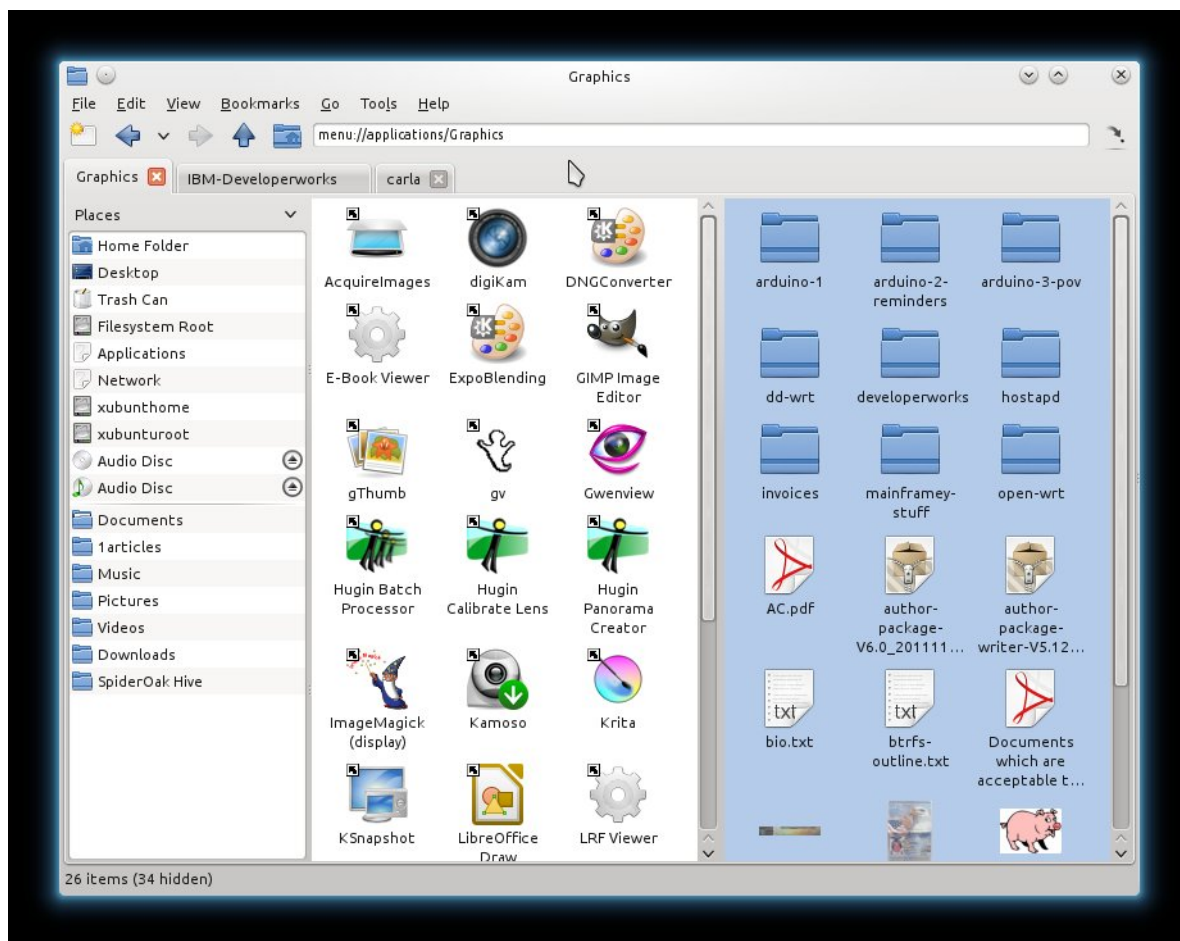 Graphics
File Edit View Bookmarks Go Tools Help
menu://applications/Graphics
Graphics IBM-Developerworks carla
Places
Home Folder
Desktop
Trash Can
Filesystem Root
Applications
Network
xubunthome
xubunturoot
Audio Disc
Audio Disc
Documents
1articles
Music
Pictures
Videos
Downloads
SpiderOak Hive
AcquireImages digiKam DNGConverter
E-Book Viewer ExpoBlending GIMP Image
Editor
gThumb gv Gwenview
Hugin Batch Hugin Hugin
Processor Calibrate Lens Panorama
Creator
ImageMagick Kamoso Krita
(display)
KSnapshot LibreOffice LRF Viewer
Draw
arduino-1 arduino-2- arduino-3-pov
reminders
dd-wrt developerworks hostapd
invoices mainframey- open-wrt
stuff
AC.pdf author- author-
package- package-
V6.0_201111... writer-V5.12...
txt txt
bio.txt btrfs- Documents
outline.txt which are
acceptable t...
26 items (34 hidden)